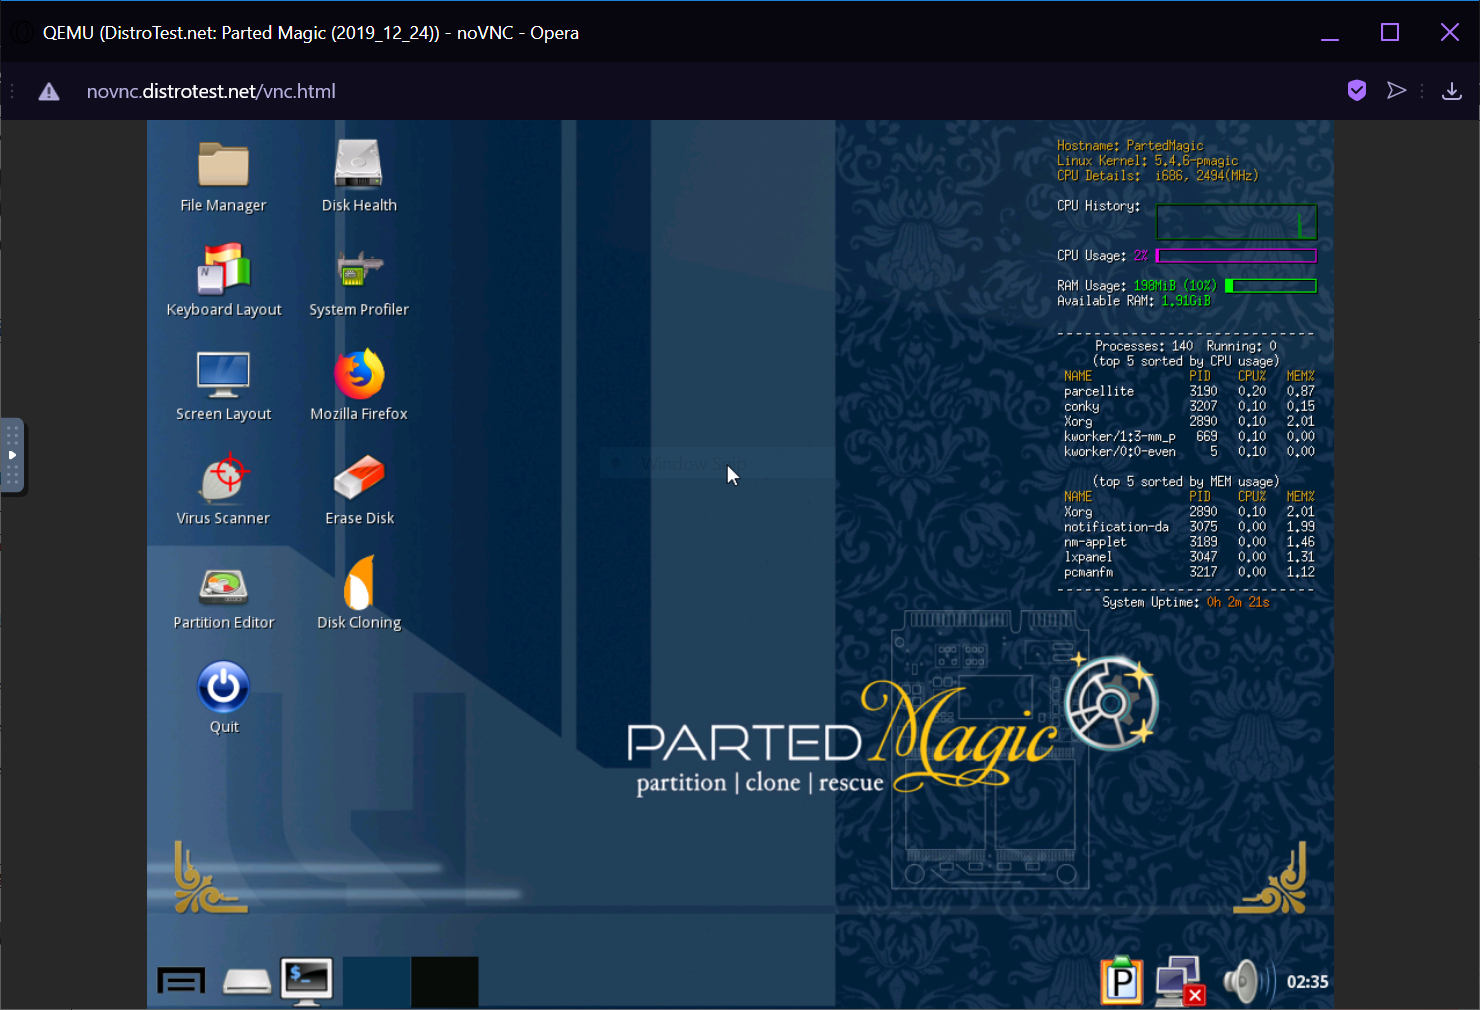 QEMU (DistroTest.net: Parted Magic (2019_12_24)) - noVNC - Opera
novnc.distrotest.net/vnc.html
File Manager
Disk Health
Keyboard Layout
System Profiler
Screen Layout
Mozilla Firefox
Virus Scanner
Erase Disk
Partition Editor
Disk Cloning
Quit
Hostname: PartedMagic
Linux Kernel: 5.4.6-pmagic
CPU Details: i686, 2494(MHz)
CPU History:
CPU Usage: 2%
RAM Usage: 198MiB (10%)
Available RAM: 1.91GiB
Processes: 140 Running: 0
(top 5 sorted by CPU usage)
NAME PID CPU% MEM%
parcellite 3190 0.20 0.87
conky 3207 0.10 0.15
Xorg 2890 0.10 2.01
kworker/1:3-mm_p 669 0.10 0.00
kworker/0:0-even 5 0.10 0.00
(top 5 sorted by MEM usage)
NAME PID CPU% MEM%
Xorg 2890 0.10 2.01
notification-da 3075 0.00 1.99
nm-applet 3189 0.00 1.46
lxpanel 3047 0.00 1.31
pcmanfm 3217 0.00 1.12
System Uptime: 0h 2m 21s
Window Snip
PARTED Magic
partition | clone | rescue
N
$_
P
02:35